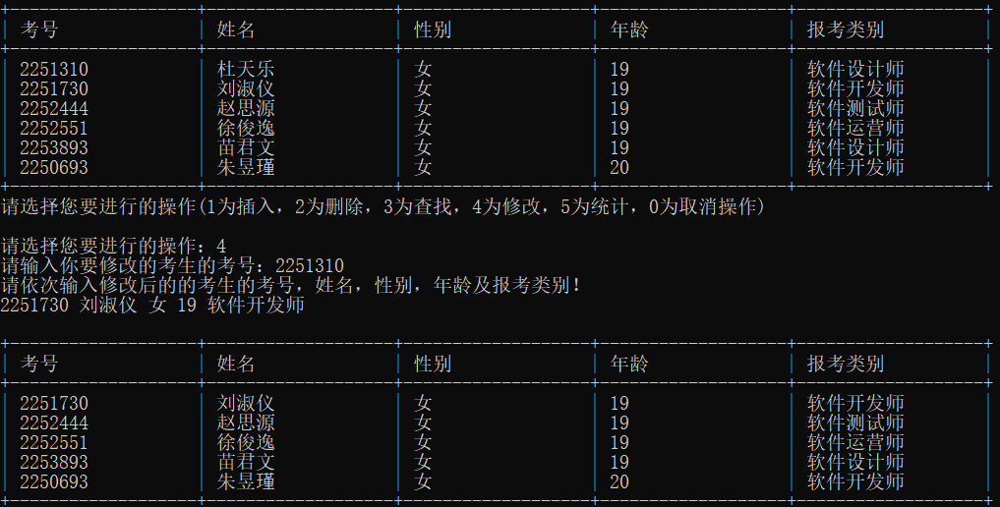 考号 姓名 性别 年龄 报考类别
2251310 杜天乐 女 19 软件设计师
2251730 刘淑仪 女 19 软件开发师
2252444 赵思源 女 19 软件测试师
2252551 徐俊逸 女 19 软件运营师
2253893 苗君文 女 19 软件设计师
2250693 朱昱瑾 女 20 软件开发师
请选择您要进行的操作(1为插入，2为删除，3为查找，4为修改，5为统计，0为取消操作)
请选择您要进行的操作：4
请输入你要修改的考生的考号：2251310
请依次输入修改后的的考生的考号，姓名，性别，年龄及报考类别！
2251730 刘淑仪 女 19 软件开发师
考号 姓名 性别 年龄 报考类别
2251730 刘淑仪 女 19 软件开发师
2252444 赵思源 女 19 软件测试师
2252551 徐俊逸 女 19 软件运营师
2253893 苗君文 女 19 软件设计师
2250693 朱昱瑾 女 20 软件开发师